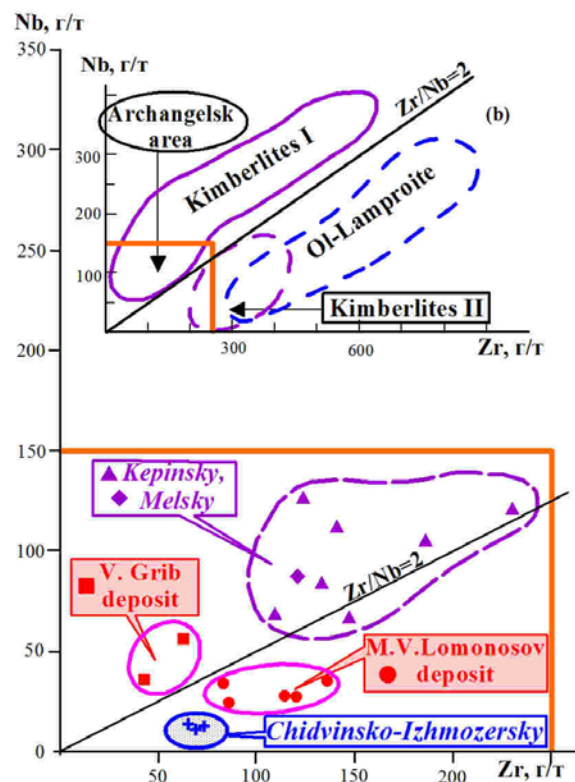 Nb, г/т
350
300
250
200
150
100
50
0
Nb, г/т
Zr/Nb=2
(b)
Archangelsk
area
Kimberlites I
Ol-Lamproite
400
300
200
100
0
Kimberlites II
300
600
Zr, г/т
Kepinsky,
Melsky
Zr/Nb=2
V. Grib
deposit
M.V.Lomonosov
deposit
Chidvinsko-Izhmozersky
50
100
150
200
Zr, г/т